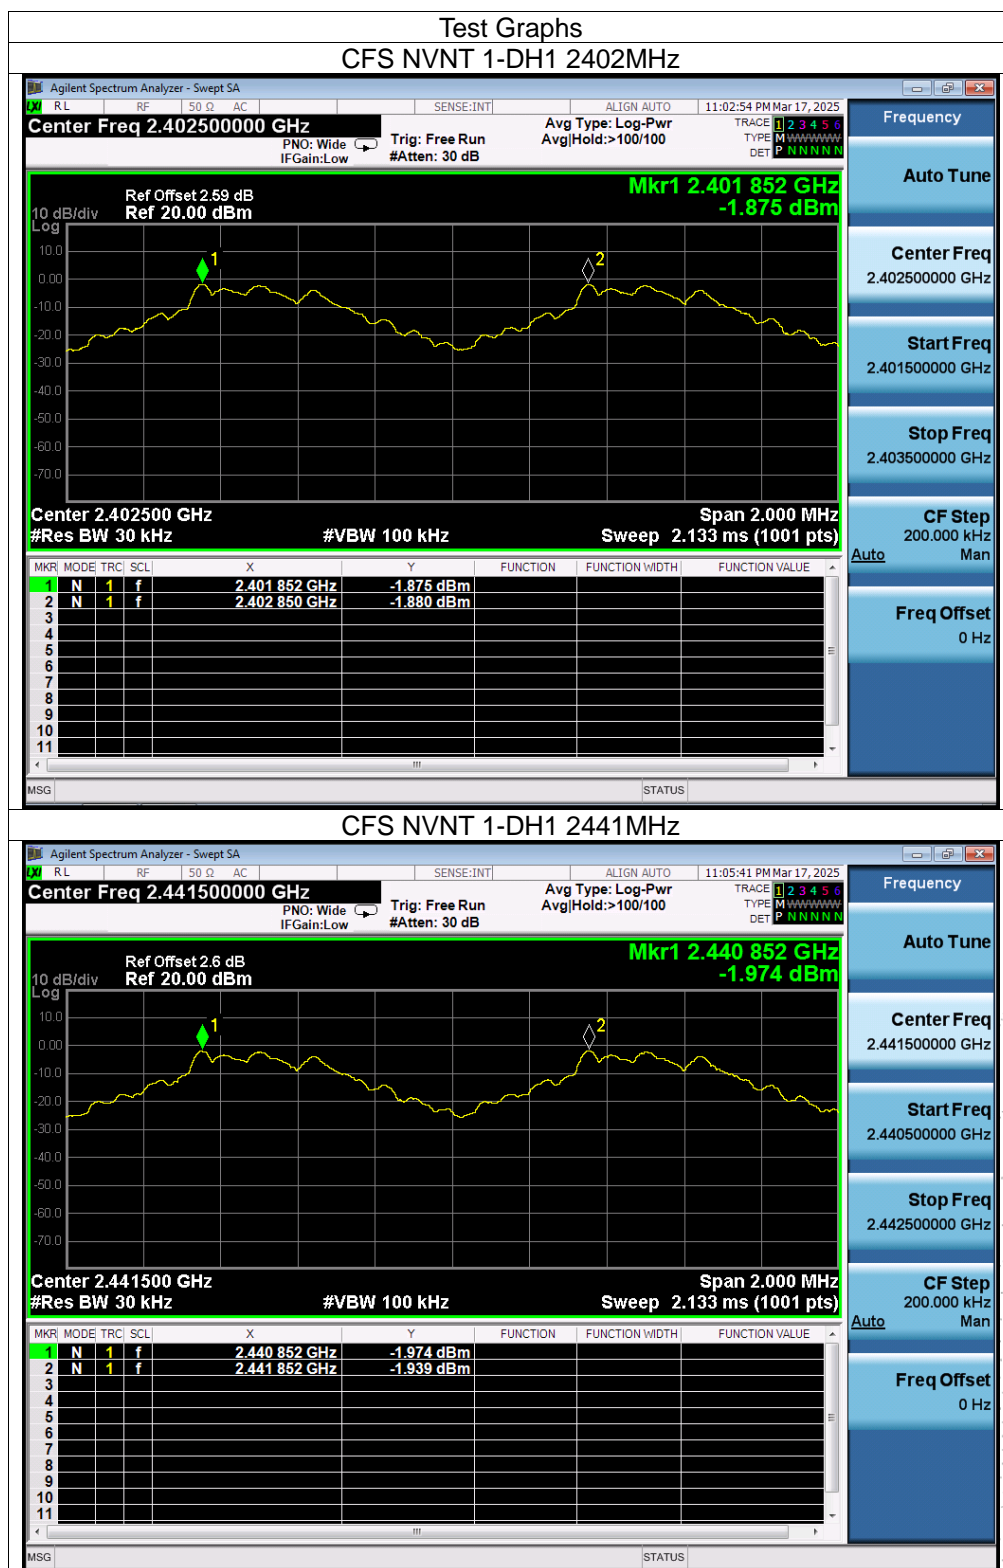 Test Graphs
CFS NVNT 1-DH1 2402MHz
Agilent Spectrum Analyzer - Swept SA
LXI RL RF 50 Ω AC SENSE:INT ALIGN AUTO 11:02:54 PM Mar 17, 2025
Center Freq 2.402500000 GHz
PNO: Wide
IFGain:Low
Trig: Free Run
#Atten: 30 dB
Avg Type: Log-Pwr
Avg|Hold:>100/100
TRACE 1 2 3 4 5 6
TYPE M WWWWW
DET P N N N N N
Frequency
Auto Tune
Center Freq
2.402500000 GHz
Start Freq
2.401500000 GHz
Stop Freq
2.403500000 GHz
CF Step
200.000 kHz
Auto Man
Freq Offset
0 Hz
Mkr1 2.401 852 GHz
-1.875 dBm
Ref Offset 2.59 dB
10 dB/div Ref 20.00 dBm
Log
10.0
0.00
-10.0
-20.0
-30.0
-40.0
-50.0
-60.0
-70.0
1
2
Center 2.402500 GHz Span 2.000 MHz
#Res BW 30 kHz #VBW 100 kHz Sweep 2.133 ms (1001 pts)
MKR MODE TRC SCL X Y FUNCTION FUNCTION WIDTH FUNCTION VALUE
1 N 1 f 2.401 852 GHz -1.875 dBm
2 N 1 f 2.402 850 GHz -1.880 dBm
3
4
5
6
7
8
9
10
11
MSG STATUS
CFS NVNT 1-DH1 2441MHz
Agilent Spectrum Analyzer - Swept SA
LXI RL RF 50 Ω AC SENSE:INT ALIGN AUTO 11:05:41 PM Mar 17, 2025
Center Freq 2.441500000 GHz
PNO: Wide
IFGain:Low
Trig: Free Run
#Atten: 30 dB
Avg Type: Log-Pwr
Avg|Hold:>100/100
TRACE 1 2 3 4 5 6
TYPE M WWWWW
DET P N N N N N
Frequency
Auto Tune
Center Freq
2.441500000 GHz
Start Freq
2.440500000 GHz
Stop Freq
2.442500000 GHz
CF Step
200.000 kHz
Auto Man
Freq Offset
0 Hz
Mkr1 2.440 852 GHz
-1.974 dBm
Ref Offset 2.6 dB
10 dB/div Ref 20.00 dBm
Log
10.0
0.00
-10.0
-20.0
-30.0
-40.0
-50.0
-60.0
-70.0
1
2
Center 2.441500 GHz Span 2.000 MHz
#Res BW 30 kHz #VBW 100 kHz Sweep 2.133 ms (1001 pts)
MKR MODE TRC SCL X Y FUNCTION FUNCTION WIDTH FUNCTION VALUE
1 N 1 f 2.440 852 GHz -1.974 dBm
2 N 1 f 2.441 852 GHz -1.939 dBm
3
4
5
6
7
8
9
10
11
MSG STATUS